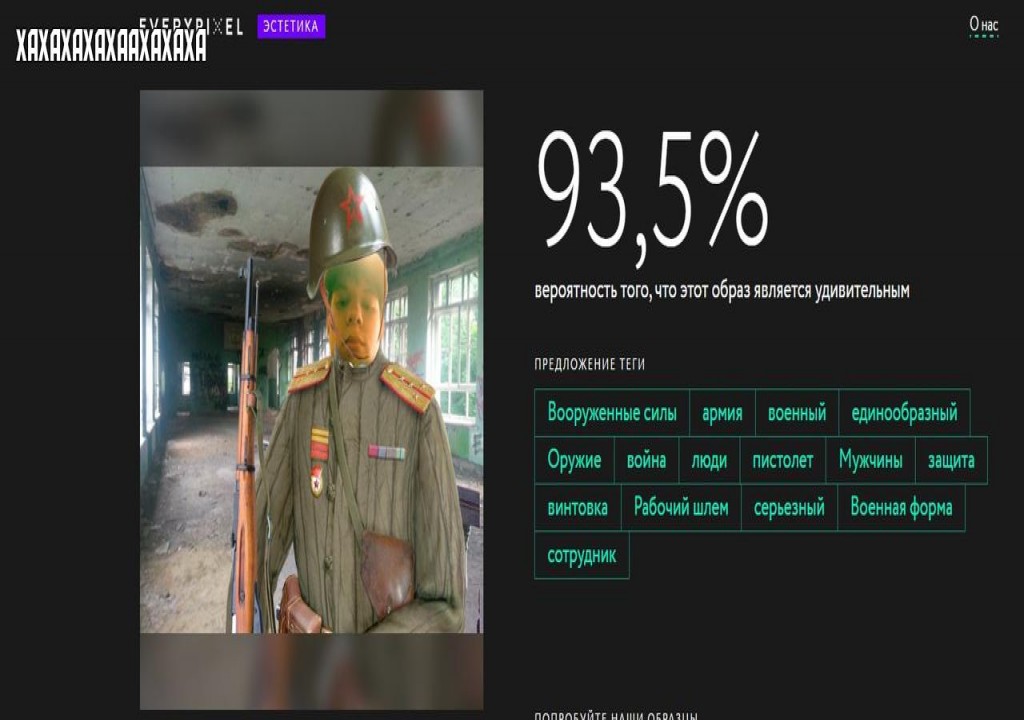 EVERYPIXEL ЭСТЕТИКА
О нас
ХАХАХАХАХААХАХАХА
93,5%
вероятность того, что этот образ является удивительным
ПРЕДЛОЖЕНИЕ ТЕГИ
Вооруженные силы армия военный единообразный
Оружие война люди пистолет Мужчины защита
винтовка Рабочий шлем серьезный Военная форма
сотрудник
ПОПРОБУЙТЕ НАШИ ОБРАЗЦЫ